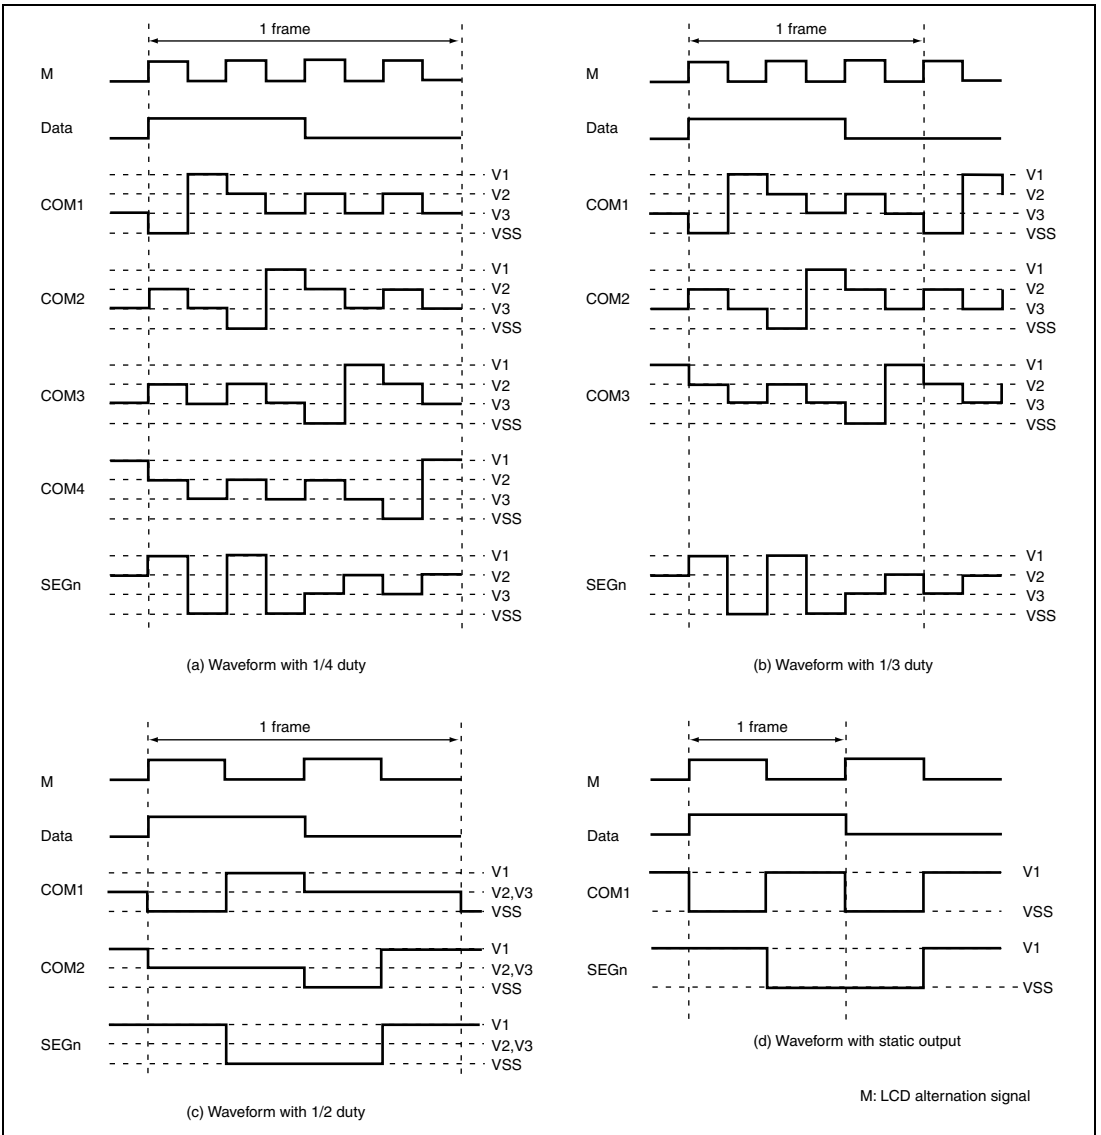 1 frame
M
Data
COM1
V1
V2
V3
VSS
COM2
V1
V2
V3
VSS
COM3
V1
V2
V3
VSS
COM4
V1
V2
V3
VSS
SEGn
V1
V2
V3
VSS
(a) Waveform with 1/4 duty
1 frame
M
Data
COM1
V1
V2
V3
VSS
COM2
V1
V2
V3
VSS
COM3
V1
V2
V3
VSS
SEGn
V1
V2
V3
VSS
(b) Waveform with 1/3 duty
1 frame
M
Data
COM1
V1
V2,V3
VSS
COM2
V1
V2,V3
VSS
SEGn
V1
V2,V3
VSS
(c) Waveform with 1/2 duty
1 frame
M
Data
COM1
V1
VSS
SEGn
V1
VSS
(d) Waveform with static output
M: LCD alternation signal